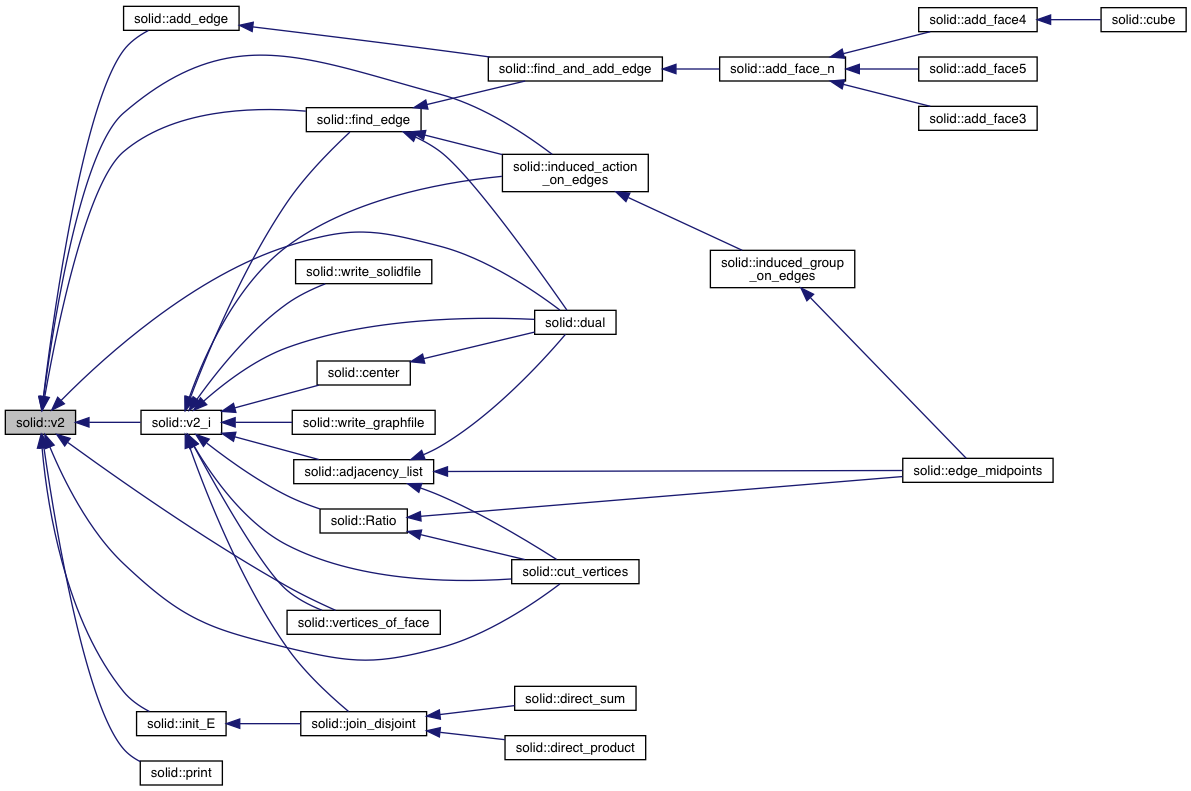 solid::add_edge
solid::add_face4
solid::cube
solid::find_and_add_edge
solid::add_face_n
solid::add_face5
solid::find_edge
solid::add_face3
solid::induced_action
_on_edges
solid::induced_group
_on_edges
solid::write_solidfile
solid::dual
solid::center
solid::v2
solid::v2_i
solid::write_graphfile
solid::adjacency_list
solid::edge_midpoints
solid::Ratio
solid::cut_vertices
solid::vertices_of_face
solid::direct_sum
solid::init_E
solid::join_disjoint
solid::direct_product
solid::print